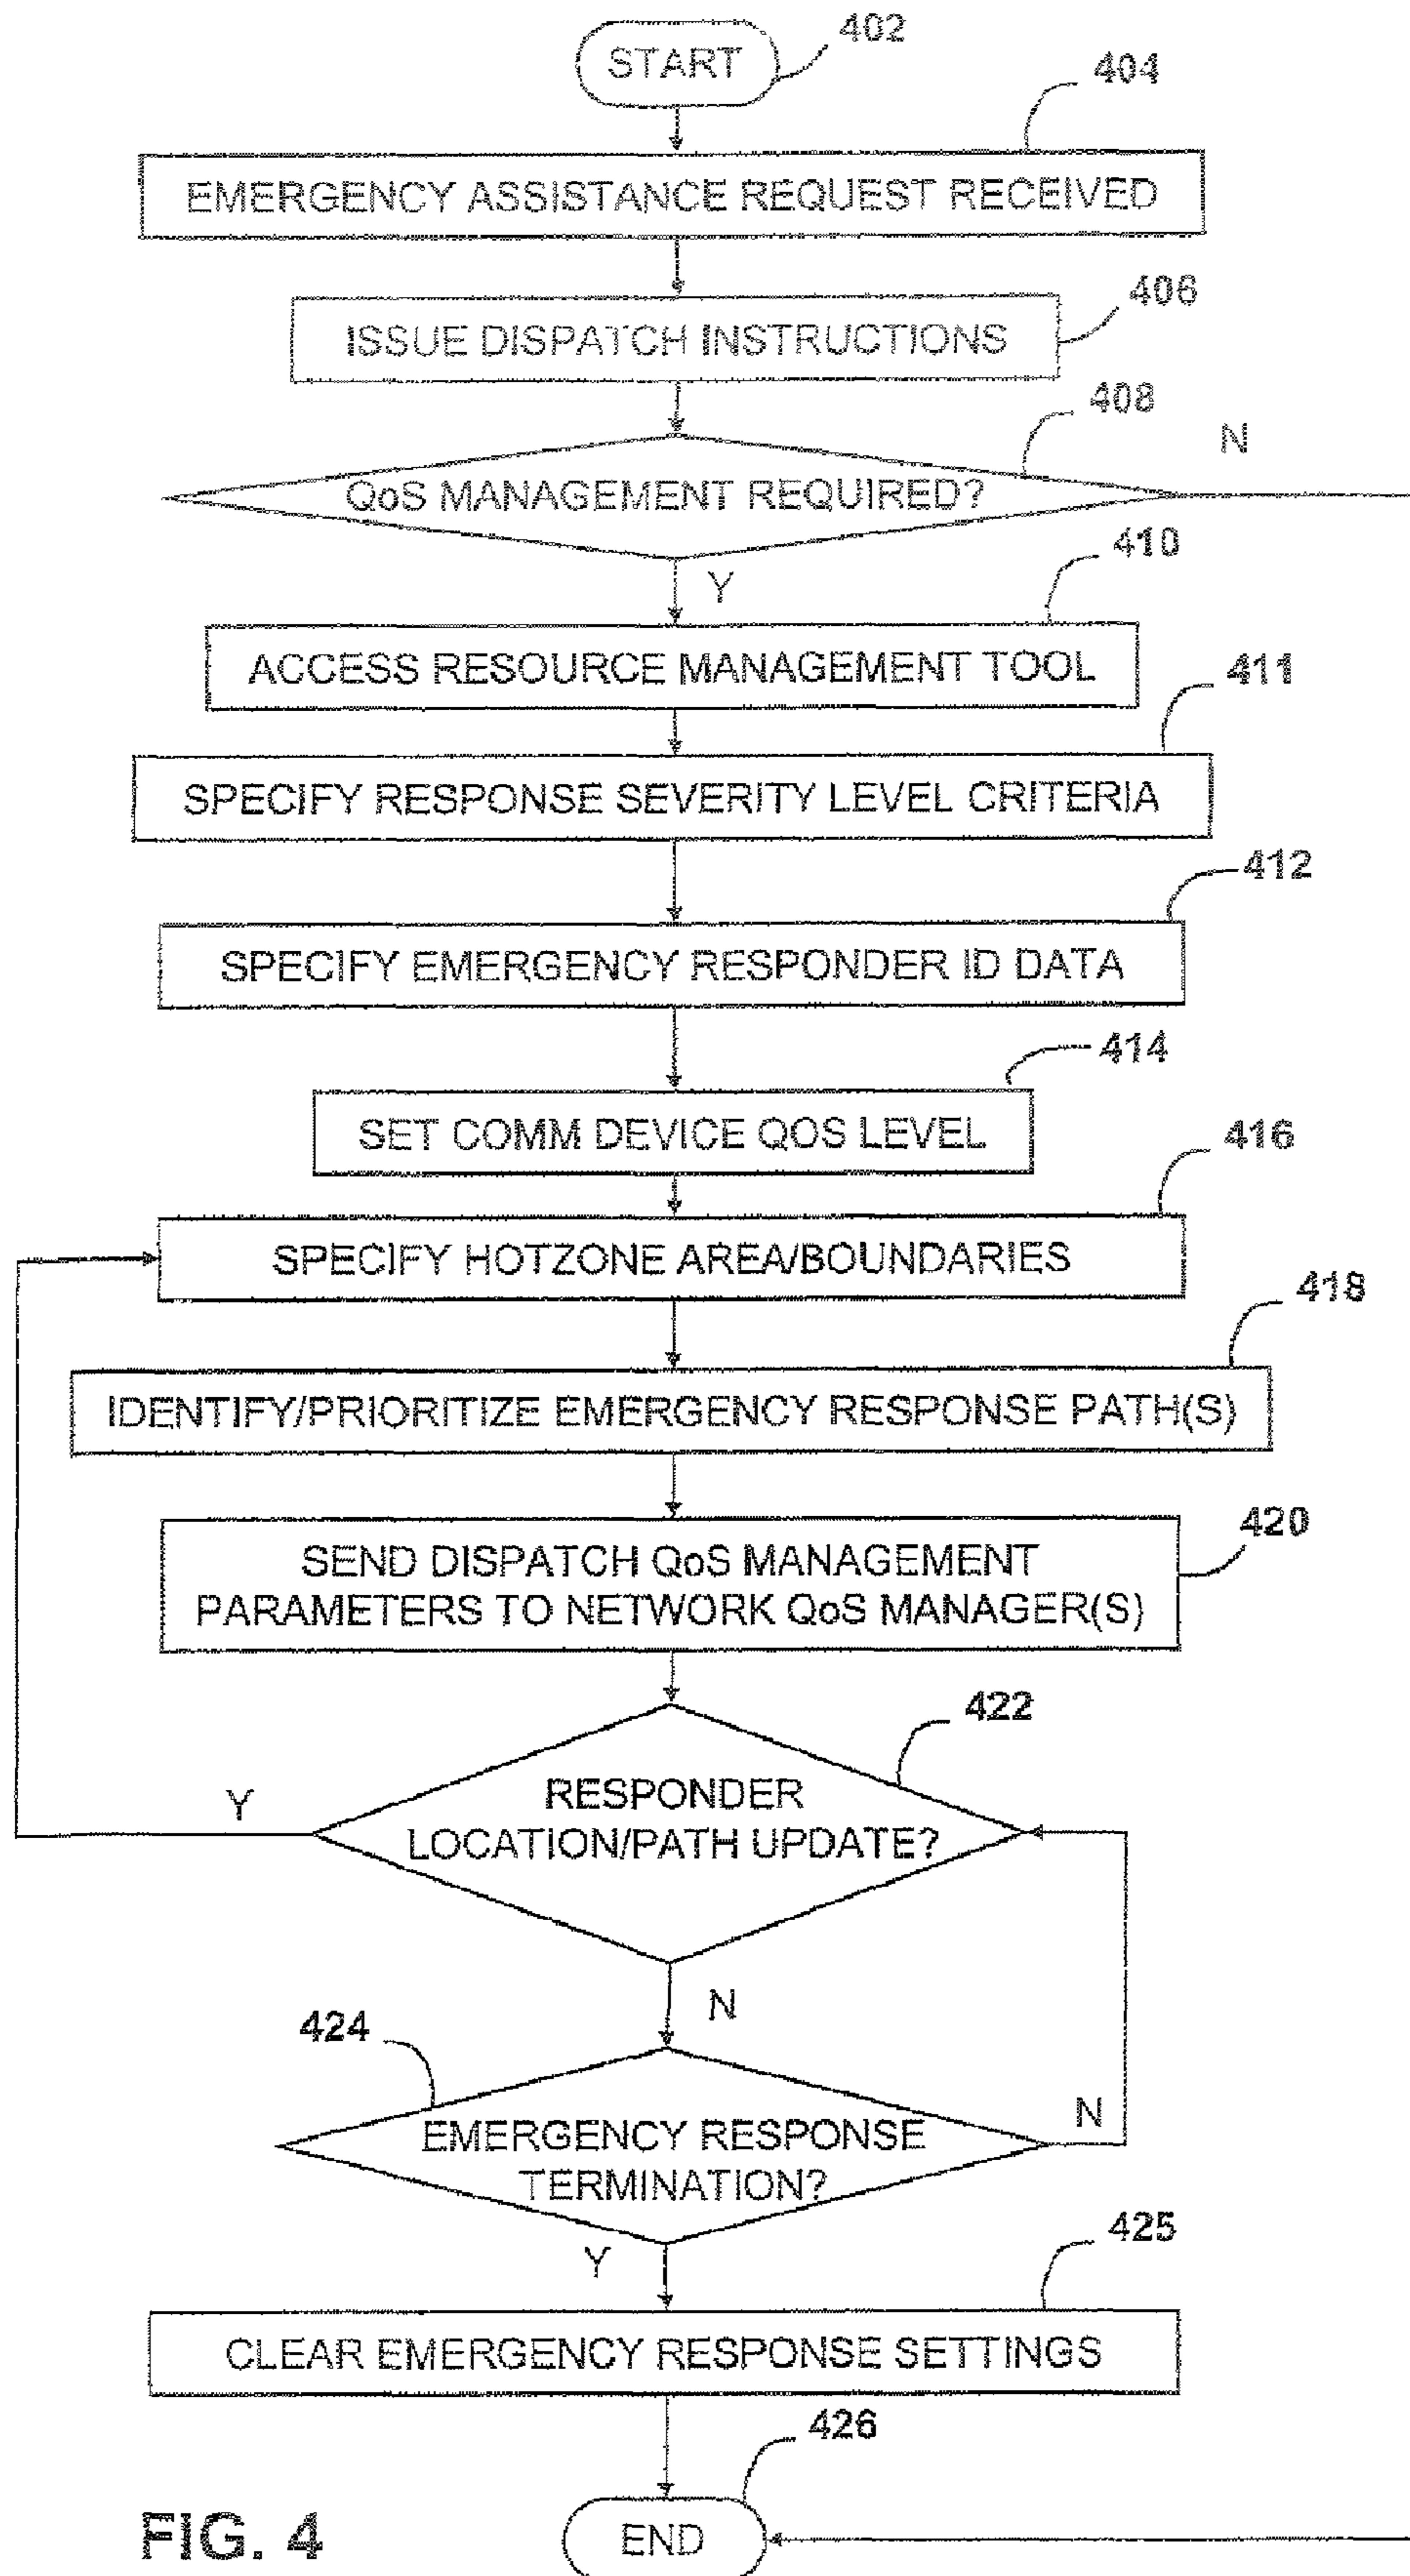 START
402
404
EMERGENCY ASSISTANCE REQUEST RECEIVED
406
ISSUE DISPATCH INSTRUCTIONS
408
N
QoS MANAGEMENT REQUIRED?
410
Y
ACCESS RESOURCE MANAGEMENT TOOL
411
SPECIFY RESPONSE SEVERITY LEVEL CRITERIA
412
SPECIFY EMERGENCY RESPONDER ID DATA
414
SET COMM DEVICE QOS LEVEL
416
SPECIFY HOTZONE AREA/BOUNDARIES
418
IDENTIFY/PRIORITIZE EMERGENCY RESPONSE PATH(S)
420
SEND DISPATCH QoS MANAGEMENT
PARAMETERS TO NETWORK QoS MANAGER(S)
422
Y
RESPONDER
LOCATION/PATH UPDATE?
N
424
N
EMERGENCY RESPONSE
TERMINATION?
425
Y
CLEAR EMERGENCY RESPONSE SETTINGS
426
FIG. 4
END